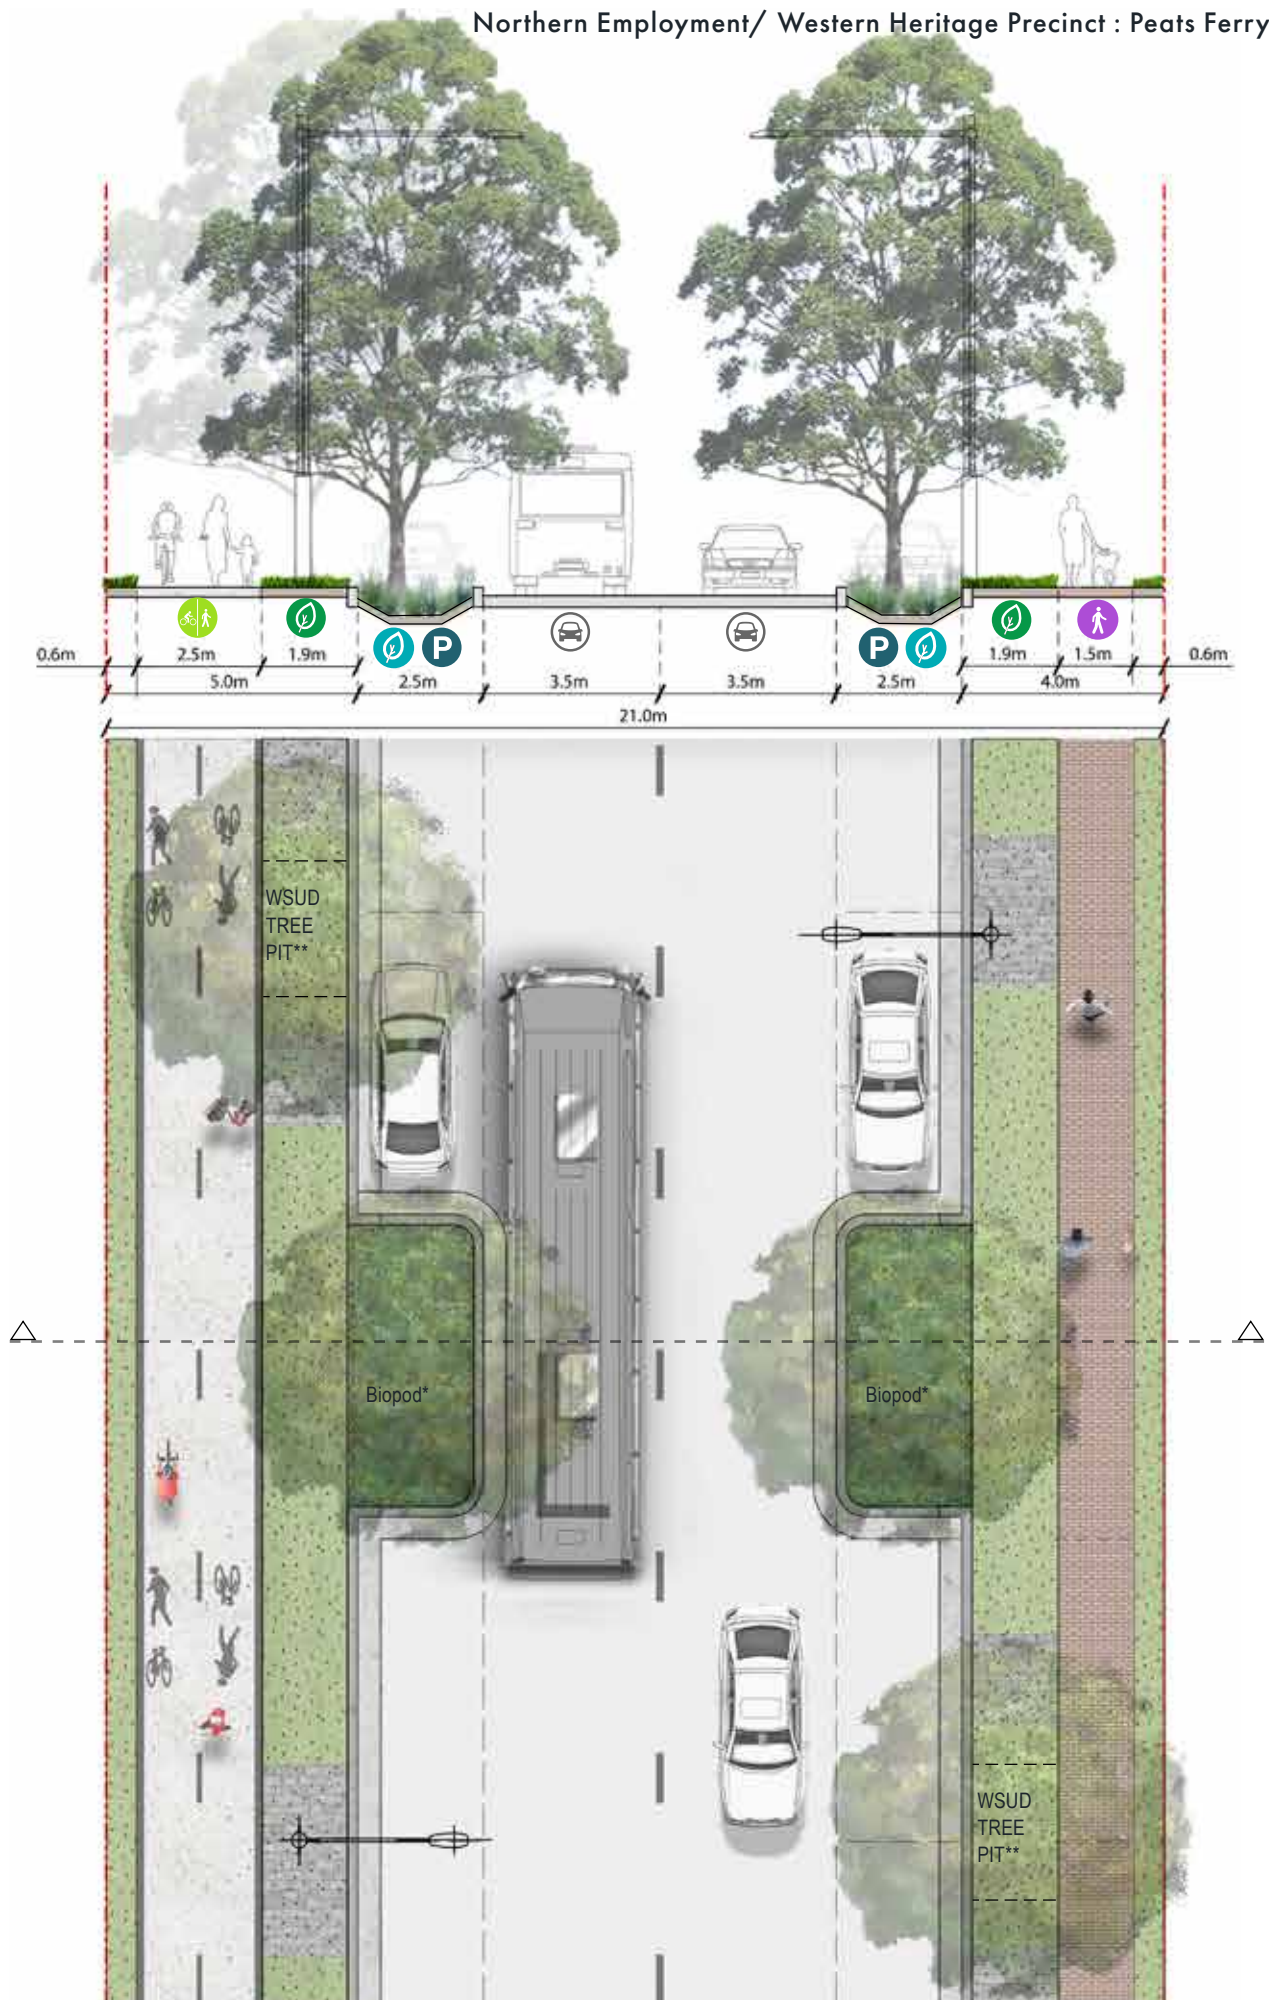 Northern Employment/ Western Heritage Precinct : Peats Ferry
P
P
0.6m
2.5m
1.9m
1.9m
1.5m
0.6m
5.0m
2.5m
3.5m
3.5m
2.5m
4.0m
21.0m
WSUD
TREE
PIT**
Biopod*
Biopod*
WSUD
TREE
PIT**